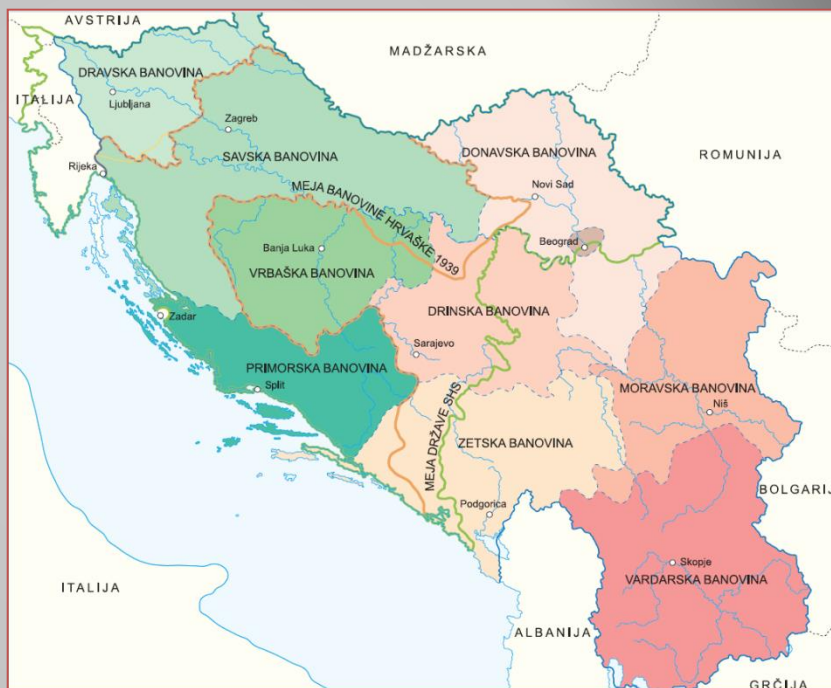 AVSTRIJA
MADŽARSKA
DRAVSKA BANOVINA
Ljubljana
ITALIJA
Zagreb
SAVSKA BANOVINA
DONAVSKA BANOVINA
ROMUNIJA
Rijeka
MEJA BANOVINE HRVAŠKE 1939
Novi Sad
Banja Luka
Beograd
VRBAŠKA BANOVINA
DRINSKA BANOVINA
Zadar
Sarajevo
PRIMORSKA BANOVINA
Split
MORAVSKA BANOVINA
Niš
MEJA DRŽAVE SHS
ZETSKA BANOVINA
Podgorica
BOLGARIJ
ITALIJA
Skopje
VARDARSKA BANOVINA
ALBANIJA
GRČIJA